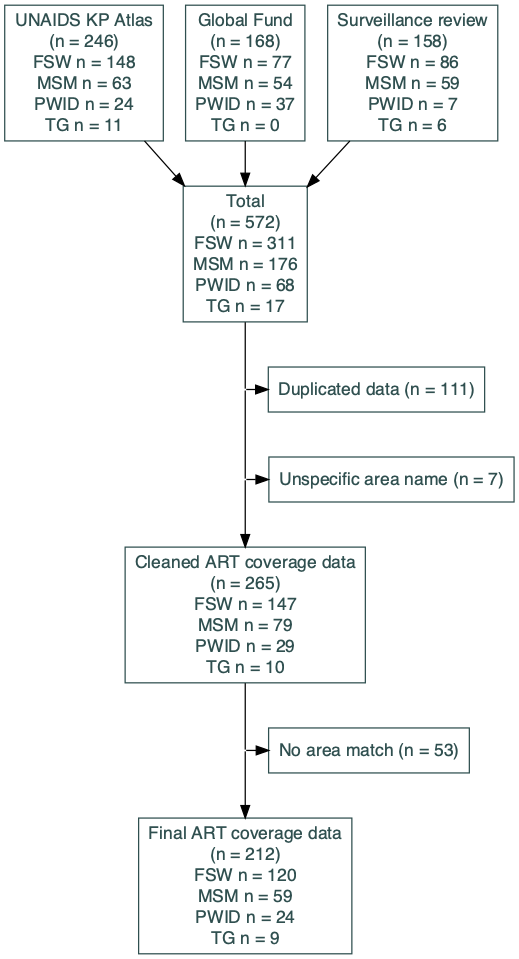 UNAIDS KP Atlas
(n = 246)
FSW n = 148
MSM n = 63
PWID n = 24
TG n = 11
Global Fund
(n = 168)
FSW n = 77
MSM n = 54
PWID n = 37
TG n = 0
Surveillance review
(n = 158)
FSW n = 86
MSM n = 59
PWID n = 7
TG n = 6
Total
(n = 572)
FSW n = 311
MSM n = 176
PWID n = 68
TG n = 17
Duplicated data (n = 111)
Unspecific area name (n = 7)
Cleaned ART coverage data
(n = 265)
FSW n = 147
MSM n = 79
PWID n = 29
TG n = 10
No area match (n = 53)
Final ART coverage data
(n = 212)
FSW n = 120
MSM n = 59
PWID n = 24
TG n = 9